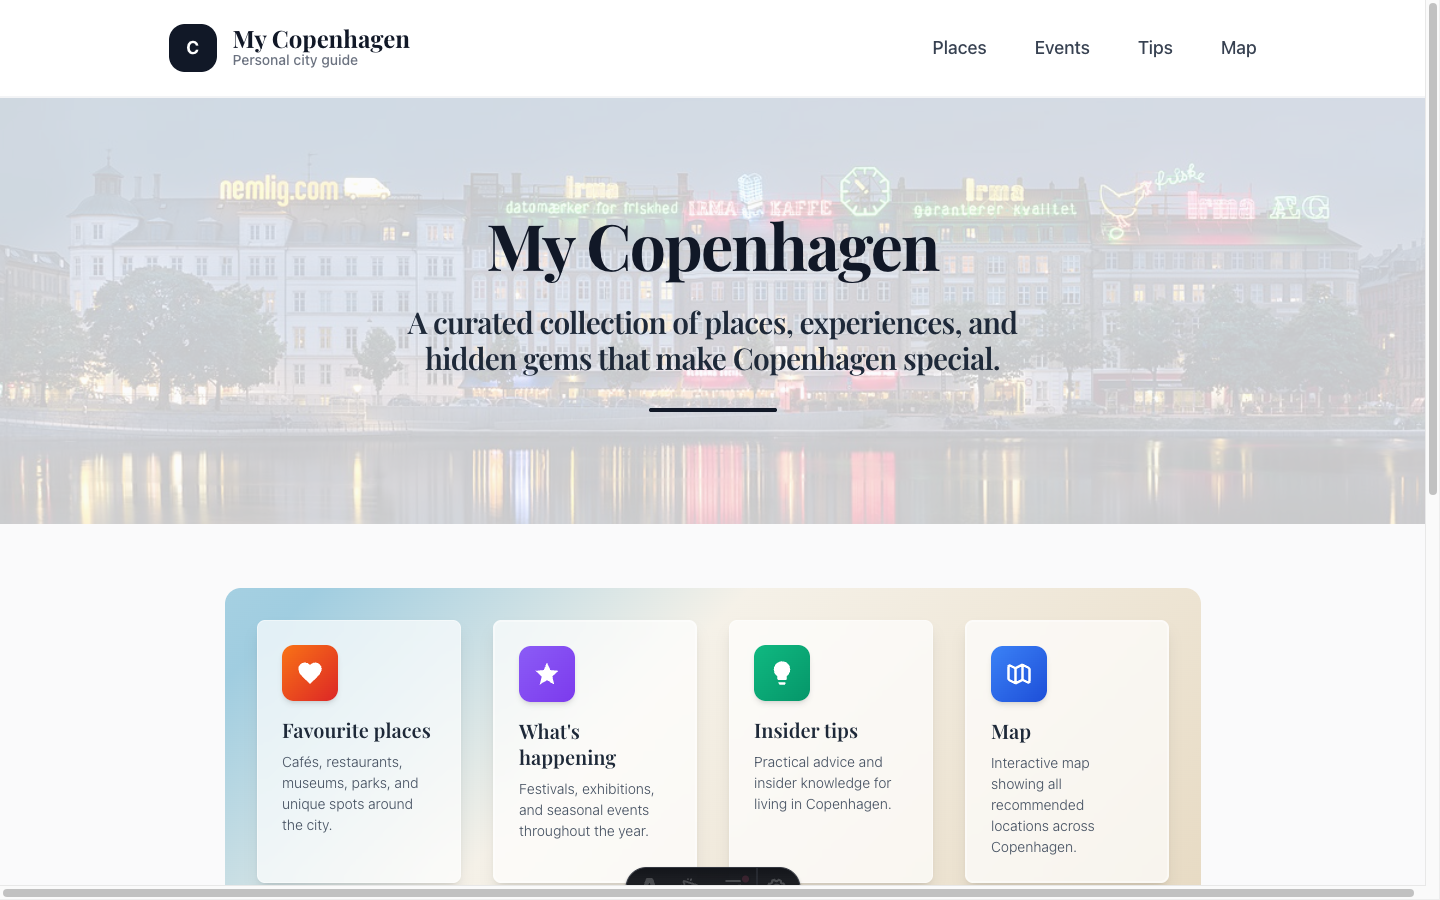 C
My Copenhagen
Personal city guide
Places
Events
Tips
Map
nemlig.com
Irma
datomærker for friskhed
IRMA KAFFE
Irma
garanterer kvalitet
friske
Irma ÆG
My Copenhagen
A curated collection of places, experiences, and
hidden gems that make Copenhagen special.
Favourite places
Cafés, restaurants,
museums, parks, and
unique spots around
the city.
What's
happening
Festivals, exhibitions,
and seasonal events
throughout the year.
Insider tips
Practical advice and
insider knowledge for
living in Copenhagen.
Map
Interactive map
showing all
recommended
locations across
Copenhagen.